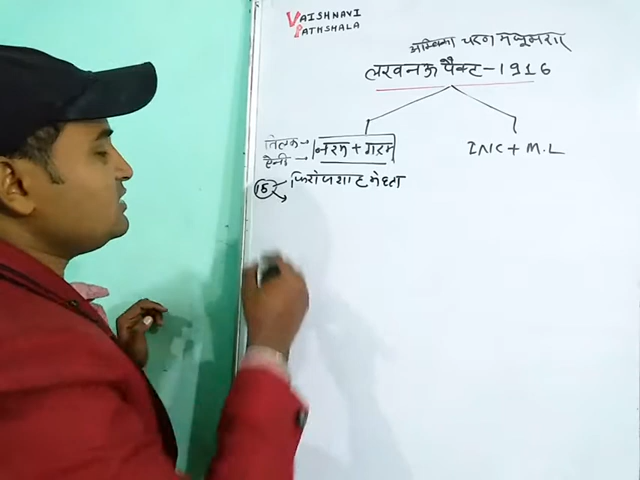 VAISHNAVI
PATHSHALA
अम्बिका चरण मजूमदार
लखनऊ पैक्ट-1916
तिलक→
ऐनी→
नरम + गरम
INC + M.L
15
फिरोजशाह मेहता